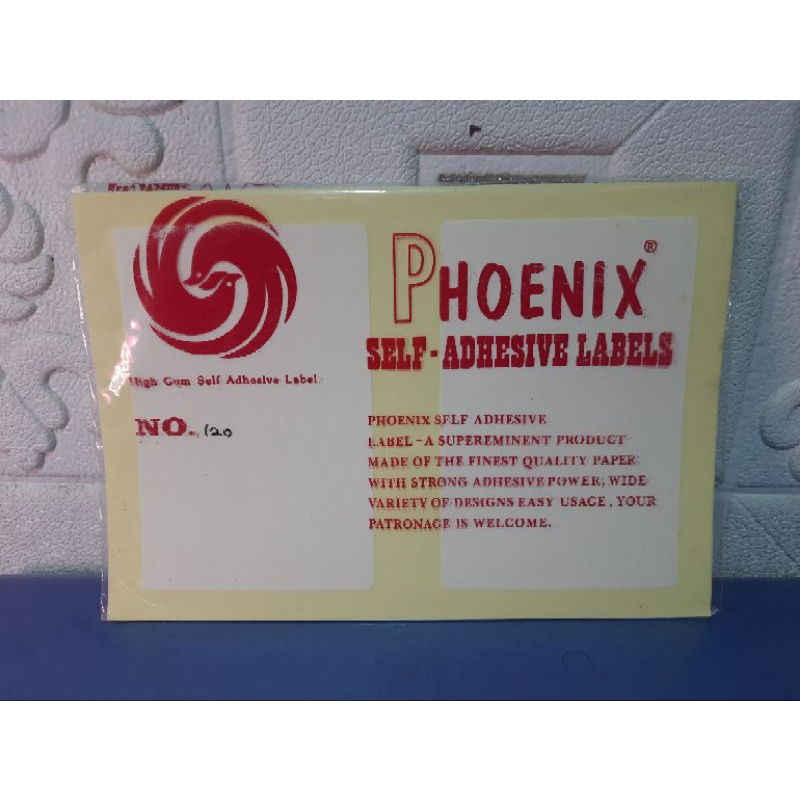 PHOENIX®
SELF-ADHESIVE LABELS
High Gum Self Adhesive Label.
NO. 120
PHOENIX SELF ADHESIVE
LABEL-A SUPEREMINENT PRODUCT
MADE OF THE FINEST QUALITY PAPER.
WITH STRONG ADHESIVE POWER, WIDE
VARIETY OF DESIGNS EASY USAGE, YOUR
PATRONAGE IS WELCOME.